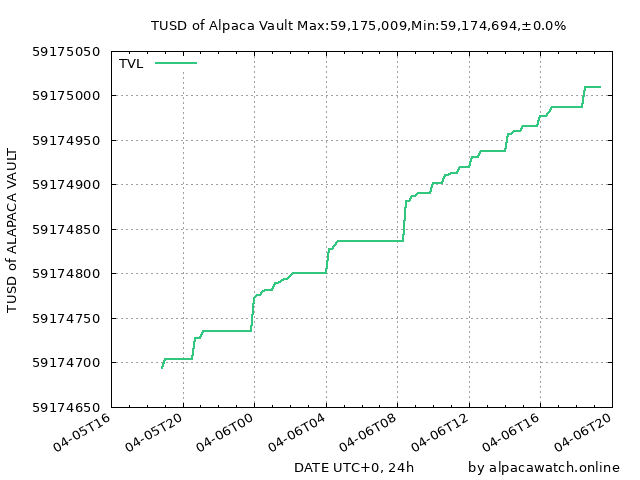 TUSD of Alpaca Vault Max:59,175,009,Min:59,174,694,±0.0%
TVL
59175050
59175000
59174950
59174900
59174850
59174800
59174750
59174700
59174650
TUSD of ALAPACA VAULT
04-05T16
04-05T20
04-06T00
04-06T04
04-06T08
04-06T12
04-06T16
04-06T20
DATE UTC+0, 24h
by alpacawatch.online